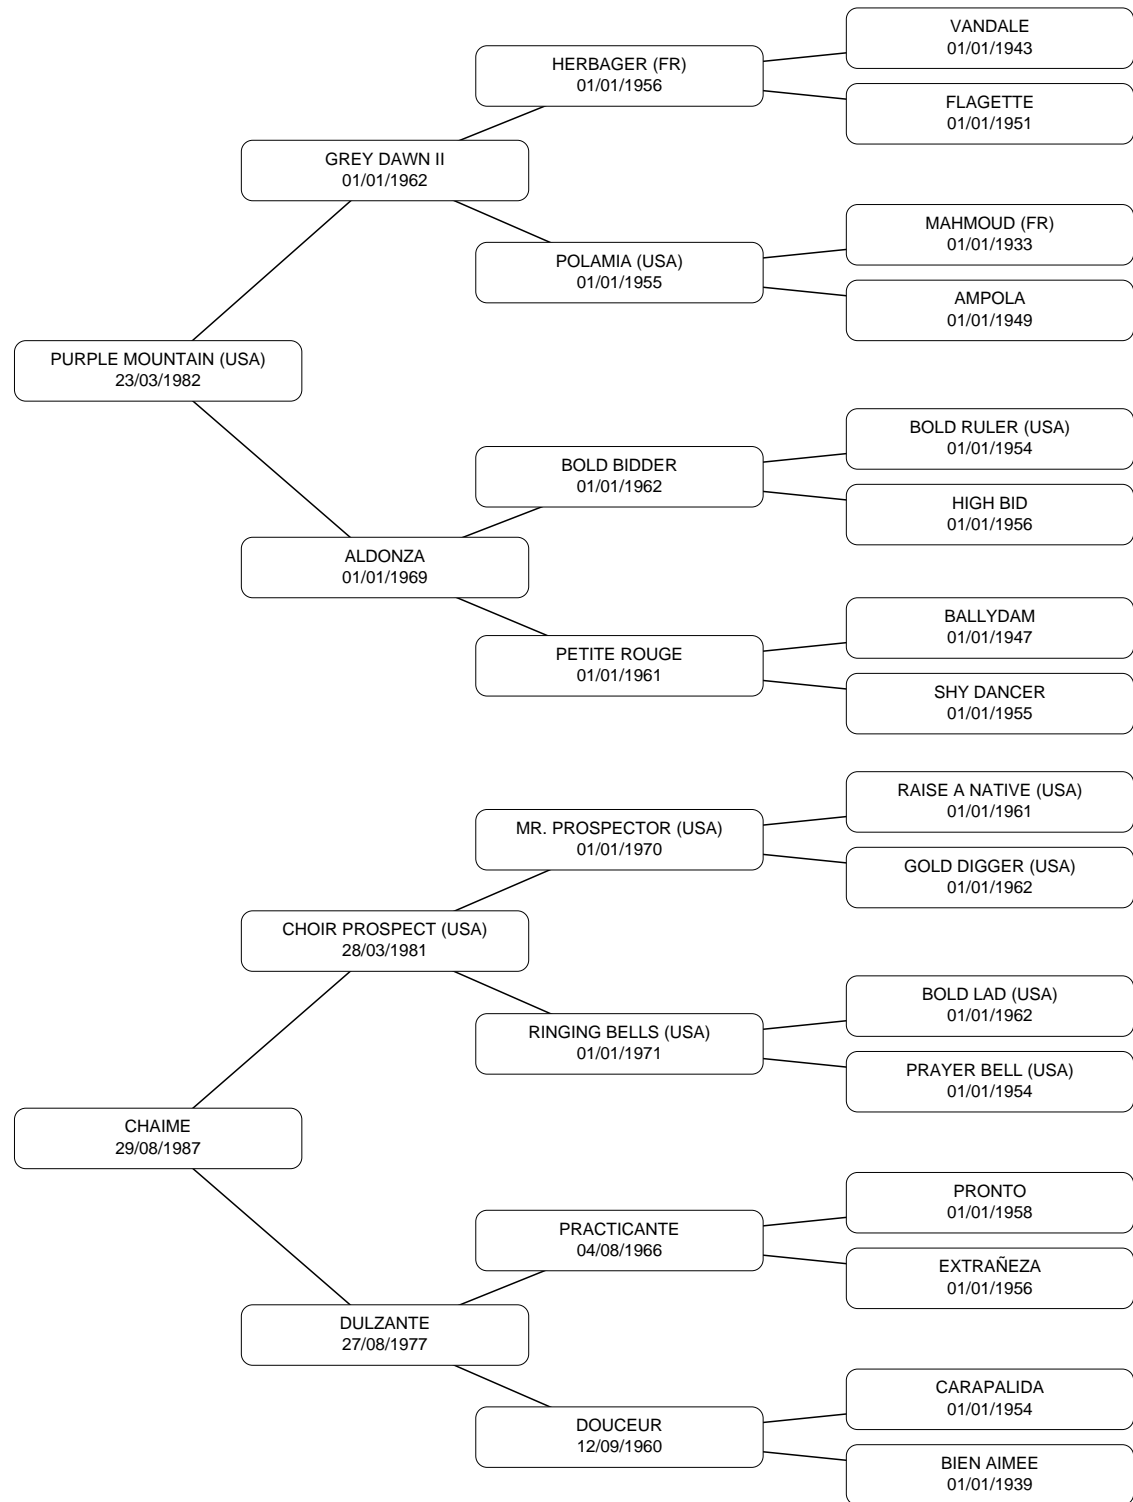 VANDALE
01/01/1943
HERBAGER (FR)
01/01/1956
FLAGETTE
01/01/1951
GREY DAWN II
01/01/1962
MAHMOUD (FR)
01/01/1933
POLAMIA (USA)
01/01/1955
AMPOLA
01/01/1949
PURPLE MOUNTAIN (USA)
23/03/1982
BOLD RULER (USA)
01/01/1954
BOLD BIDDER
01/01/1962
HIGH BID
01/01/1956
ALDONZA
01/01/1969
BALLYDAM
01/01/1947
PETITE ROUGE
01/01/1961
SHY DANCER
01/01/1955
RAISE A NATIVE (USA)
01/01/1961
MR. PROSPECTOR (USA)
01/01/1970
GOLD DIGGER (USA)
01/01/1962
CHOIR PROSPECT (USA)
28/03/1981
BOLD LAD (USA)
01/01/1962
RINGING BELLS (USA)
01/01/1971
PRAYER BELL (USA)
01/01/1954
CHAIME
29/08/1987
PRONTO
01/01/1958
PRACTICANTE
04/08/1966
EXTRAÑEZA
01/01/1956
DULZANTE
27/08/1977
CARAPALIDA
01/01/1954
DOUCEUR
12/09/1960
BIEN AIMEE
01/01/1939